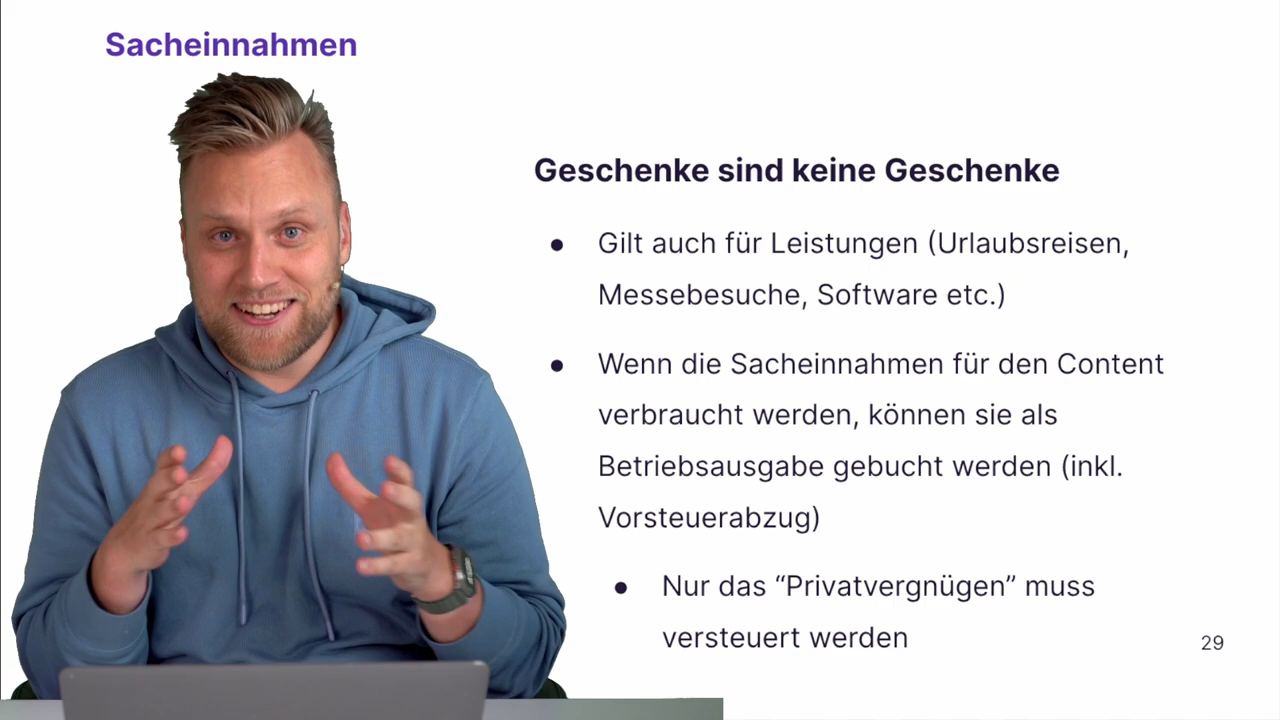 Sacheinnahmen
Geschenke sind keine Geschenke
● Gilt auch für Leistungen (Urlaubsreisen,
Messebesuche, Software etc.)
● Wenn die Sacheinnahmen für den Content
verbraucht werden, können sie als
Betriebsausgabe gebucht werden (inkl.
Vorsteuerabzug)
● Nur das “Privatvergnügen” muss
versteuert werden
29